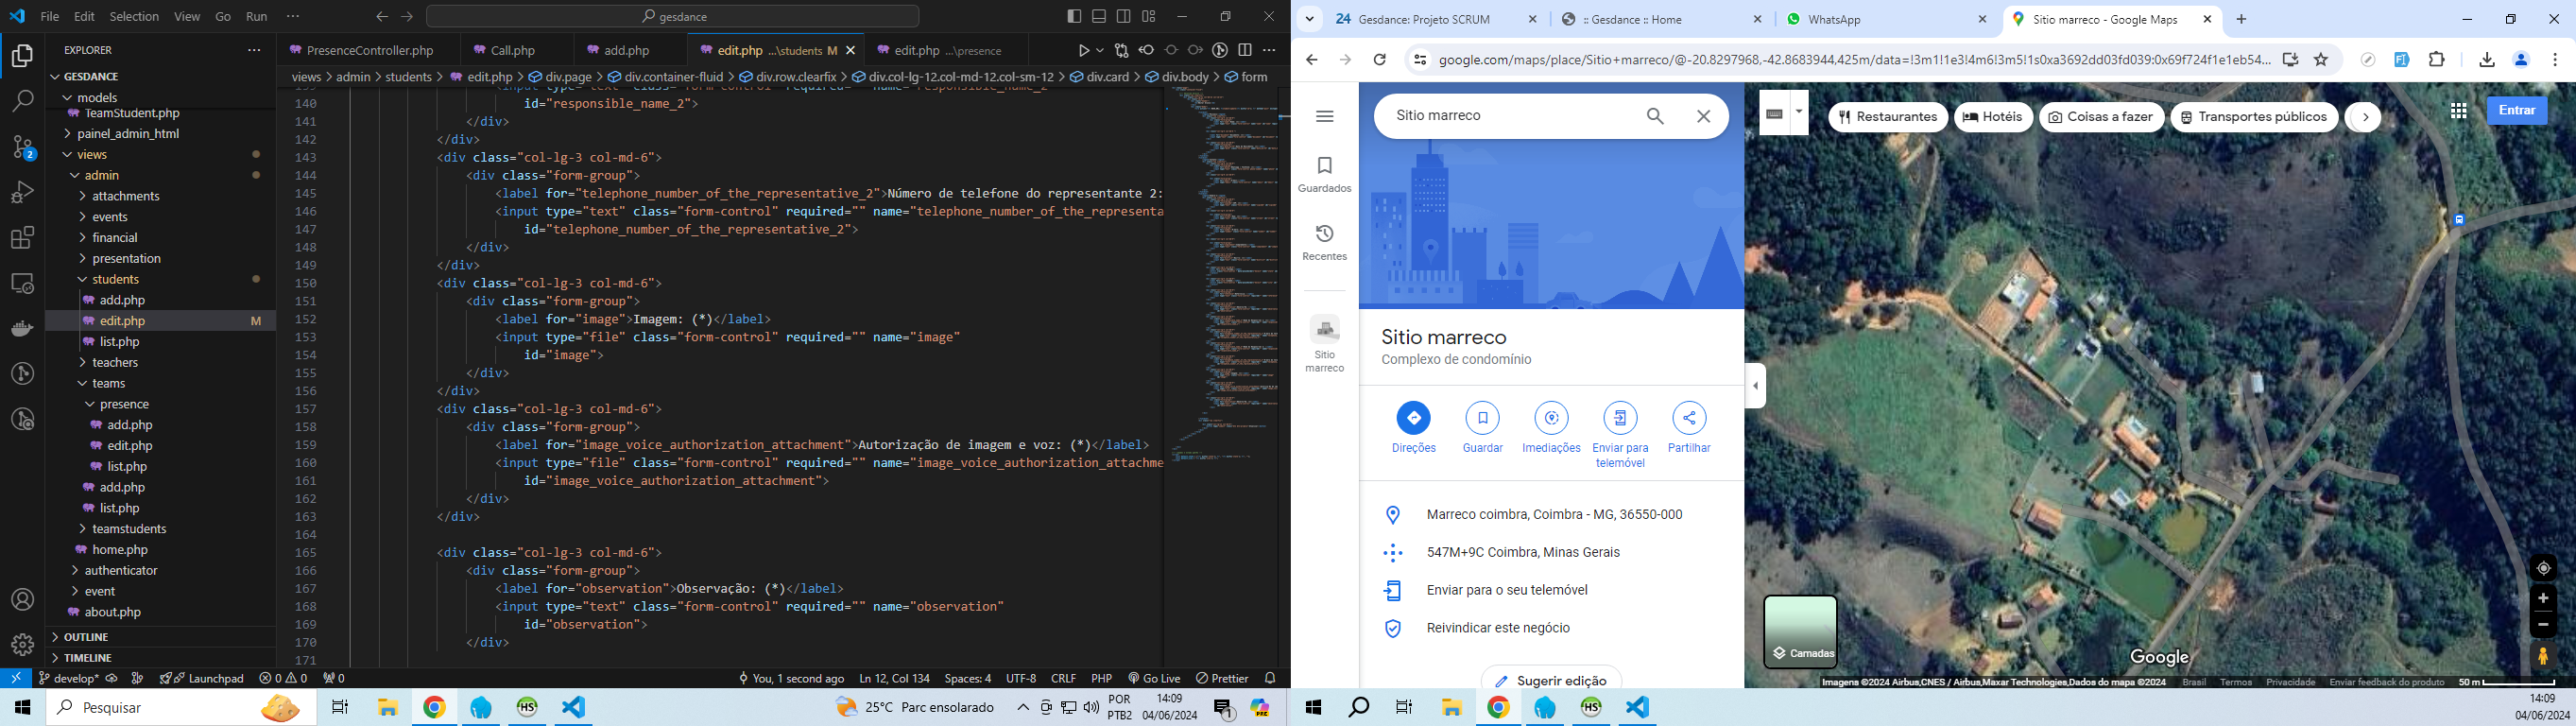 File Edit Selection View Go Run ··· gesdance
EXPLORER
GESDANCE
models
TeamStudent.php
painel_admin_html
views
admin
attachments
events
financial
presentation
students
add.php
edit.php M
list.php
teachers
teams
presence
add.php
edit.php
list.php
add.php
list.php
teamstudents
home.php
authenticator
event
about.php
OUTLINE
TIMELINE
2
PresenceController.php Call.php add.php edit.php ...\students M edit.php ...\presence
views > admin > students > edit.php > div.page > div.container-fluid > div.row.clearfix > div.col-lg-12.col-md-12.col-sm-12 > div.card > div.body > form
140 id="responsible_name_2">
141 </div>
142 </div>
143 <div class="col-lg-3 col-md-6">
144 <div class="form-group">
145 <label for="telephone_number_of_the_representative_2">Número de telefone do representante 2:
146 <input type="text" class="form-control" required="" name="telephone_number_of_the_representa
147 id="telephone_number_of_the_representative_2">
148 </div>
149 </div>
150 <div class="col-lg-3 col-md-6">
151 <div class="form-group">
152 <label for="image">Imagem: (*)</label>
153 <input type="file" class="form-control" required="" name="image"
154 id="image">
155 </div>
156 </div>
157 <div class="col-lg-3 col-md-6">
158 <div class="form-group">
159 <label for="image_voice_authorization_attachment">Autorização de imagem e voz: (*)</label>
160 <input type="file" class="form-control" required="" name="image_voice_authorization_attachme
161 id="image_voice_authorization_attachment">
162 </div>
163 </div>
164
165 <div class="col-lg-3 col-md-6">
166 <div class="form-group">
167 <label for="observation">Observação: (*)</label>
168 <input type="text" class="form-control" required="" name="observation"
169 id="observation">
170 </div>
171
develop* Launchpad 0 0 0 You, 1 second ago Ln 12, Col 134 Spaces: 4 UTF-8 CRLF PHP Go Live Prettier
Pesquisar HS 25°C Parc ensolarado POR PTB2 14:09 04/06/2024 1
24 Gesdance: Projeto SCRUM :: Gesdance :: Home WhatsApp Sitio marreco - Google Maps
google.com/maps/place/Sitio+marreco/@-20.8297968,-42.8683944,425m/data=!3m1!1e3!4m6!3m5!1s0xa3692dd03fd039:0x69f724f1e1eb54...
Guardados
Recentes
Sitio
marreco
Sitio marreco
Sitio marreco
Complexo de condomínio
Direções Guardar Imediações Enviar para telemóvel Partilhar
Marreco coimbra, Coimbra - MG, 36550-000
547M+9C Coimbra, Minas Gerais
Enviar para o seu telemóvel
Reivindicar este negócio
Sugerir edição
Restaurantes Hotéis Coisas a fazer Transportes públicos Entrar
Camadas
Google
Imagens ©2024 Airbus,CNES / Airbus,Maxar Technologies,Dados do mapa ©2024 Brasil Termos Privacidade Enviar feedback do produto 50 m
HS 14:09
04/06/2024